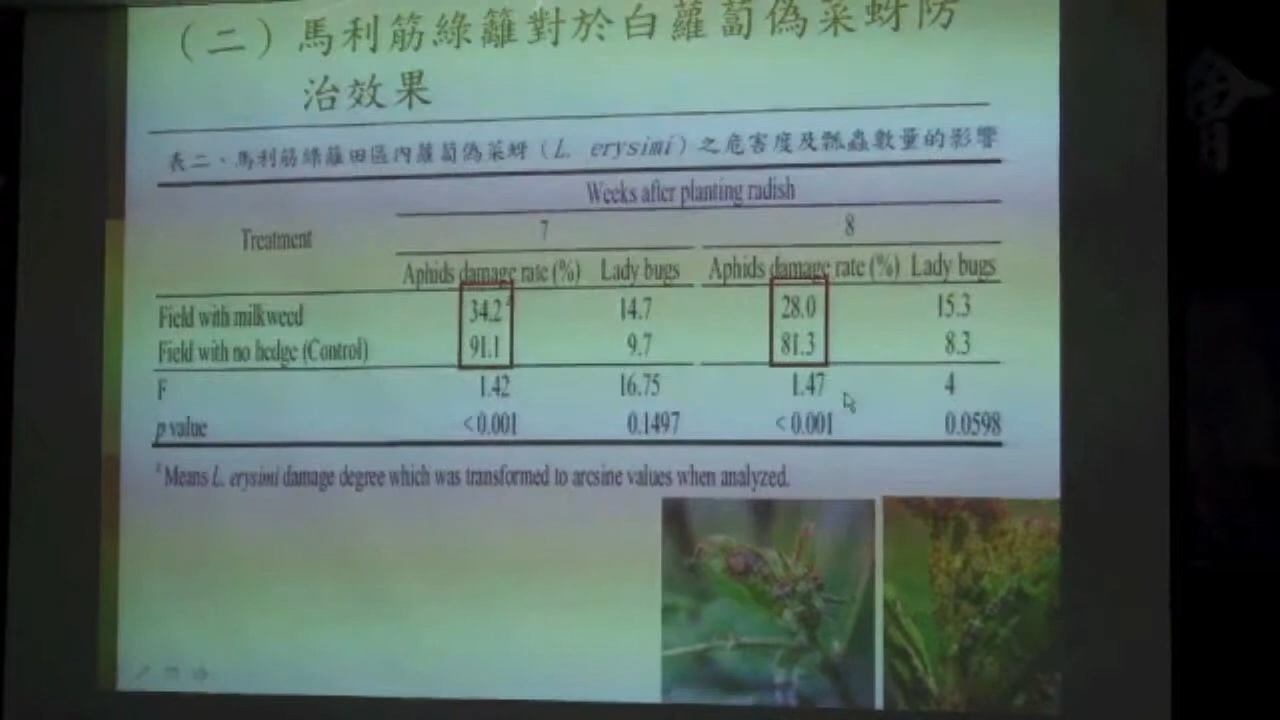 （二）馬利筋綠籬對於白蘿蔔偽菜蚜防
治效果
表二、馬利筋綠籬田區內蘿蔔偽菜蚜（L. erysimi）之危害度及瓢蟲數量的影響
Weeks after planting radish
Treatment 7 8
Aphids damage rate (%) Lady bugs Aphids damage rate (%) Lady bugs
Field with milkweed 34.2 14.7 28.0 15.3
Field with no hedge (Control) 91.1 9.7 81.3 8.3
F 1.42 16.75 1.47 4
p value <0.001 0.1497 <0.001 0.0598
Means L. erysimi damage degree which was transformed to arcsine values when analyzed.
會